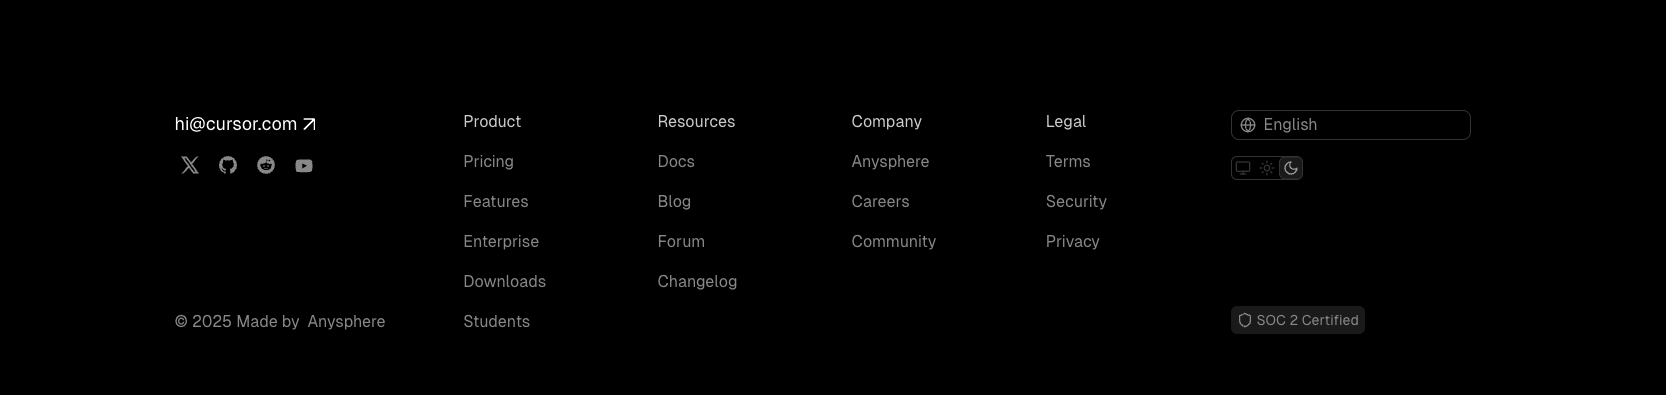 hi@cursor.com
© 2025 Made by Anysphere
Product
Pricing
Features
Enterprise
Downloads
Students
Resources
Docs
Blog
Forum
Changelog
Company
Anysphere
Careers
Community
Legal
Terms
Security
Privacy
English
SOC 2 Certified